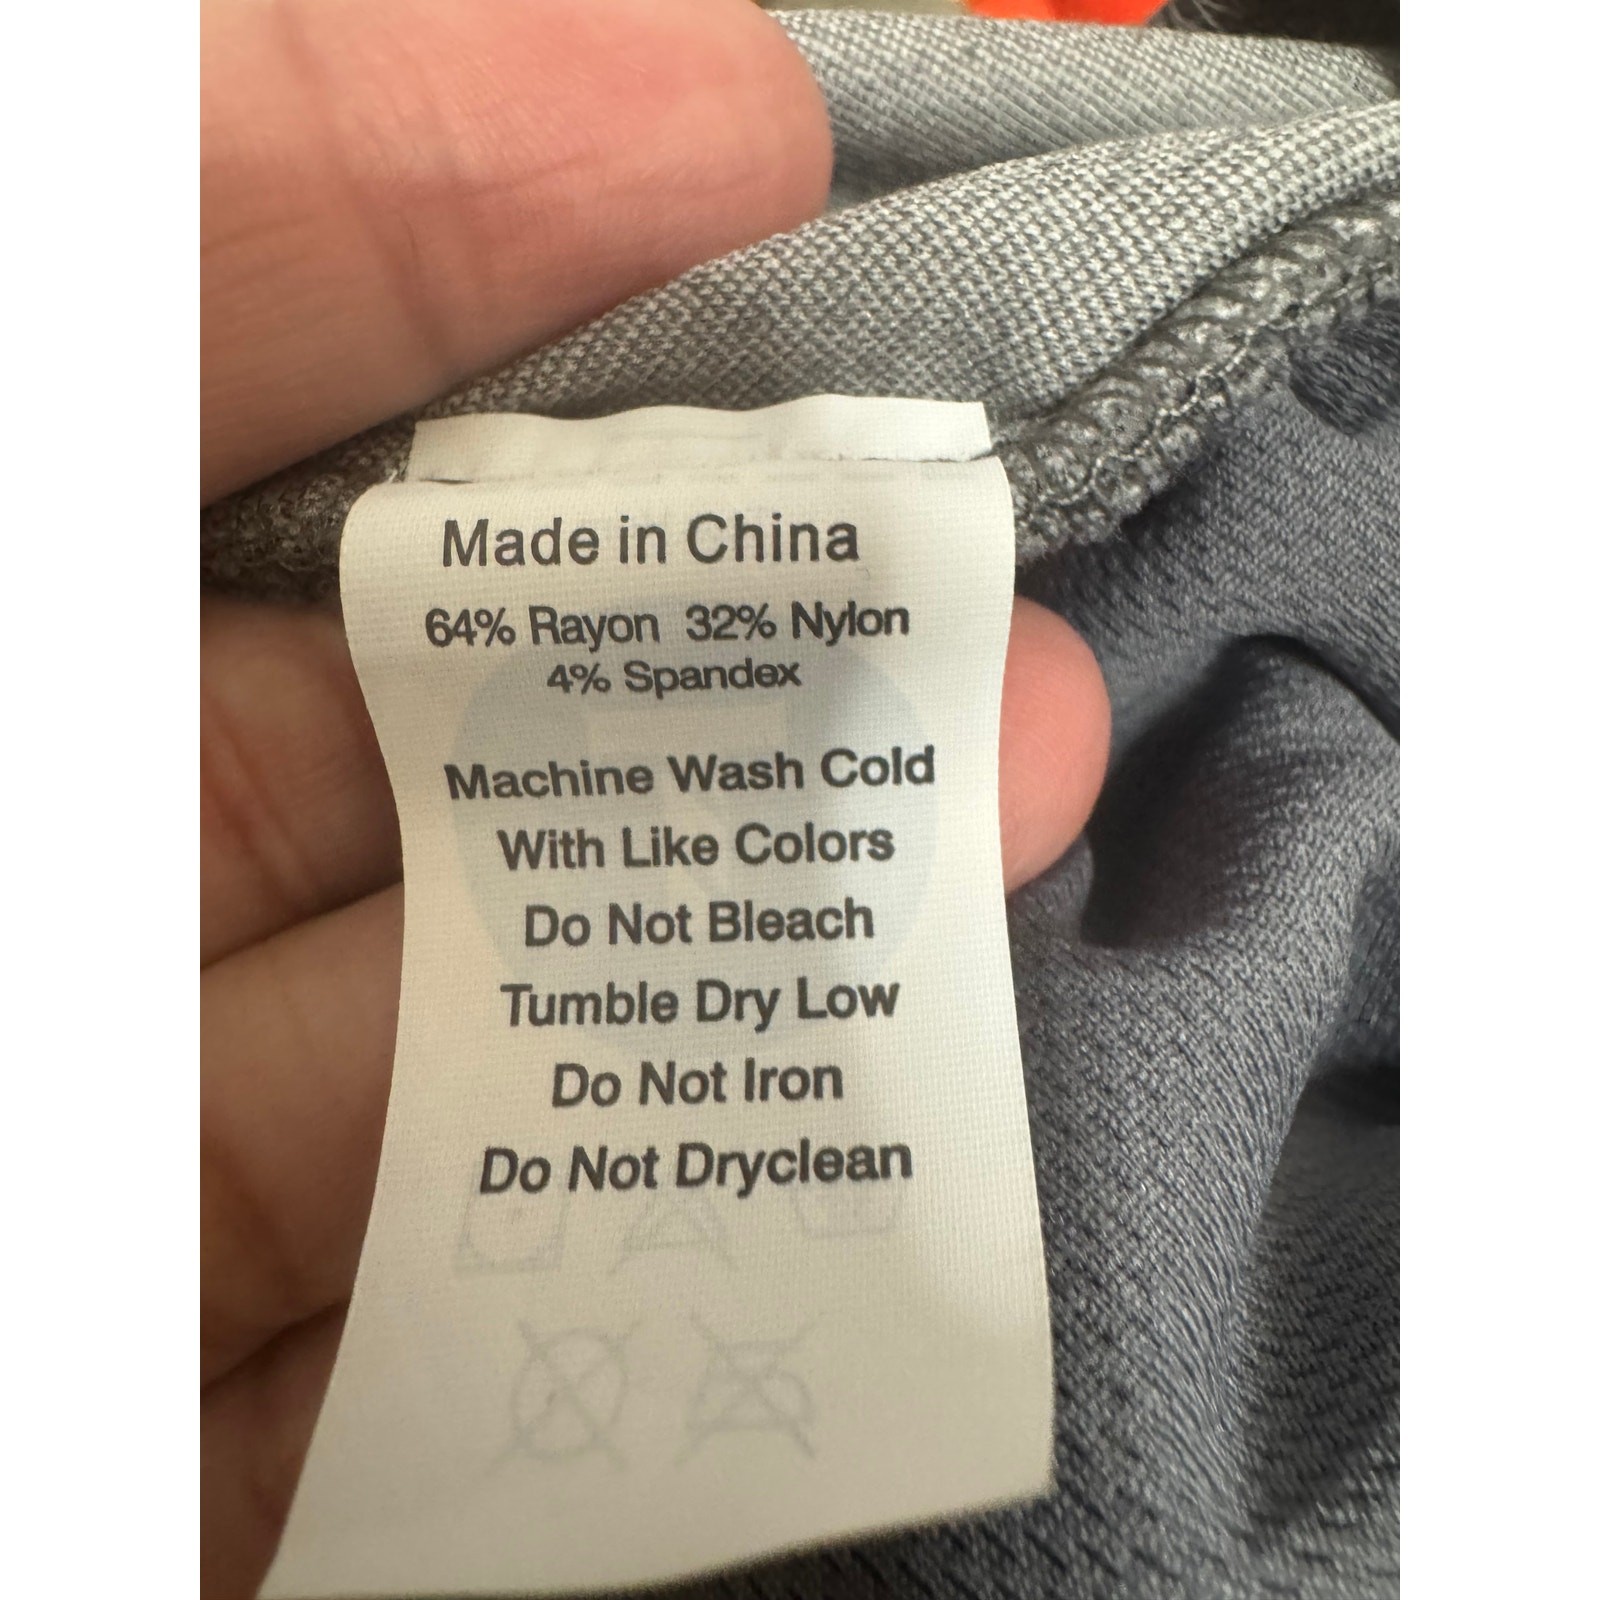 Made in China
64% Rayon 32% Nylon
4% Spandex
Machine Wash Cold
With Like Colors
Do Not Bleach
Tumble Dry Low
Do Not Iron
Do Not Dryclean